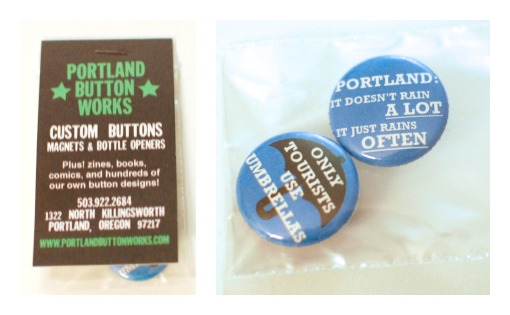 PORTLAND
BUTTON
WORKS
CUSTOM BUTTONS
MAGNETS & BOTTLE OPENERS
Plus! zines, books,
comics, and hundreds of
our own button designs!
503.922.2684
1322 NORTH KILLINGSWORTH
PORTLAND, OREGON 97217
WWW.PORTLANDBUTTONWORKS.COM
PORTLAND:
IT DOESN'T RAIN
A LOT
IT JUST RAINS
OFTEN
ONLY
TOURISTS
USE
UMBRELLAS